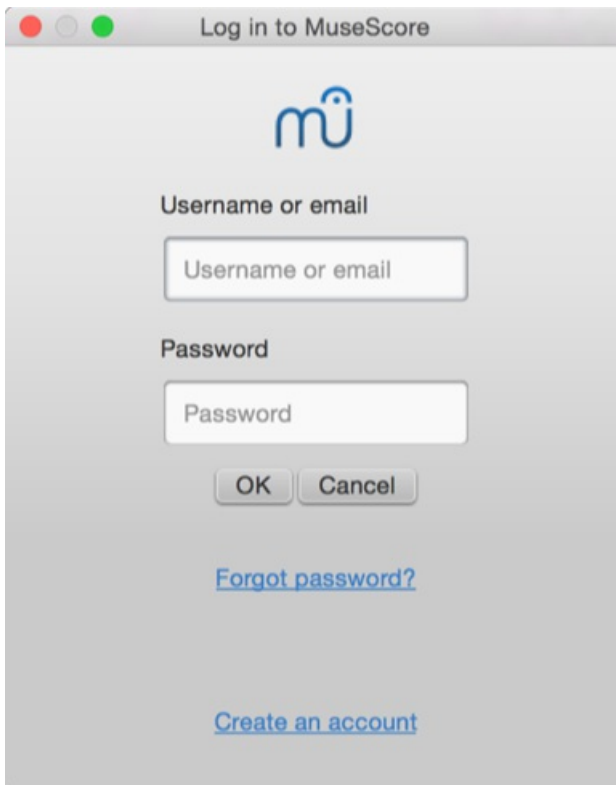 Log in to MuseScore
mu
Username or email
Username or email
Password
Password
OK Cancel
Forgot password?
Create an account